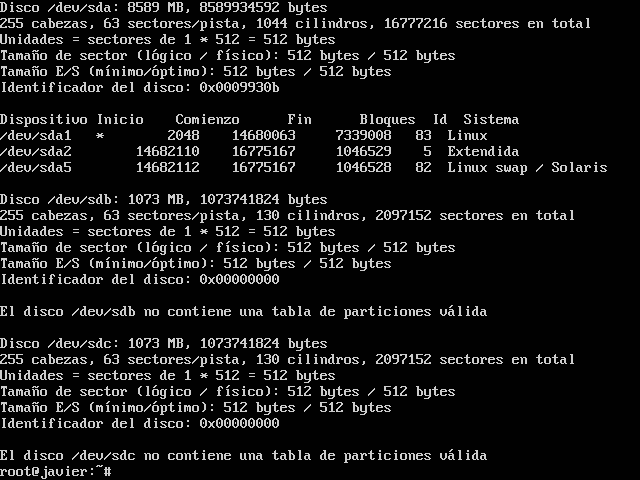 Disco /dev/sda: 8589 MB, 8589934592 bytes
255 cabezas, 63 sectores/pista, 1044 cilindros, 16777216 sectores en total
Unidades = sectores de 1 * 512 = 512 bytes
Tamaño de sector (lógico / físico): 512 bytes / 512 bytes
Tamaño E/S (mínimo/óptimo): 512 bytes / 512 bytes
Identificador del disco: 0x0009930b
Dispositivo Inicio    Comienzo      Fin      Bloques  Id  Sistema
/dev/sda1   *        2048    14680063     7339008   83  Linux
/dev/sda2        14682110    16775167     1046529    5  Extendida
/dev/sda5        14682112    16775167     1046528   82  Linux swap / Solaris
Disco /dev/sdb: 1073 MB, 1073741824 bytes
255 cabezas, 63 sectores/pista, 130 cilindros, 2097152 sectores en total
Unidades = sectores de 1 * 512 = 512 bytes
Tamaño de sector (lógico / físico): 512 bytes / 512 bytes
Tamaño E/S (mínimo/óptimo): 512 bytes / 512 bytes
Identificador del disco: 0x00000000
El disco /dev/sdb no contiene una tabla de particiones válida
Disco /dev/sdc: 1073 MB, 1073741824 bytes
255 cabezas, 63 sectores/pista, 130 cilindros, 2097152 sectores en total
Unidades = sectores de 1 * 512 = 512 bytes
Tamaño de sector (lógico / físico): 512 bytes / 512 bytes
Tamaño E/S (mínimo/óptimo): 512 bytes / 512 bytes
Identificador del disco: 0x00000000
El disco /dev/sdc no contiene una tabla de particiones válida
root@javier:~#